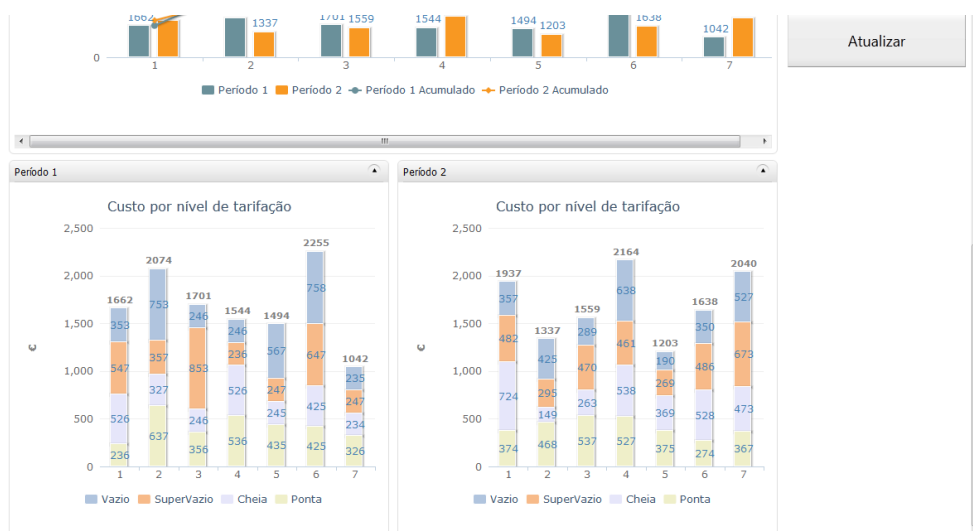 1662 1337 1701 1559 1544 1494 1203 1638 1042
0
1 2 3 4 5 6 7
Período 1 Período 2 Período 1 Acumulado Período 2 Acumulado
Atualizar
Período 1
Custo por nível de tarifação
2,500
2,000
1,500
1,000
500
0
€
1662 2074 1701 1544 1494 2255 1042
353 753 246 246 567 758 235
547 357 853 236 247 647 247
526 327 246 526 245 425 234
236 637 356 536 435 425 326
1 2 3 4 5 6 7
Vazio SuperVazio Cheia Ponta
Período 2
Custo por nível de tarifação
2,500
2,000
1,500
1,000
500
0
€
1937 1337 1559 2164 1203 1638 2040
357 425 289 638 190 350 527
482 295 470 461 269 486 673
724 149 263 538 369 528 473
374 468 537 527 375 274 367
1 2 3 4 5 6 7
Vazio SuperVazio Cheia Ponta